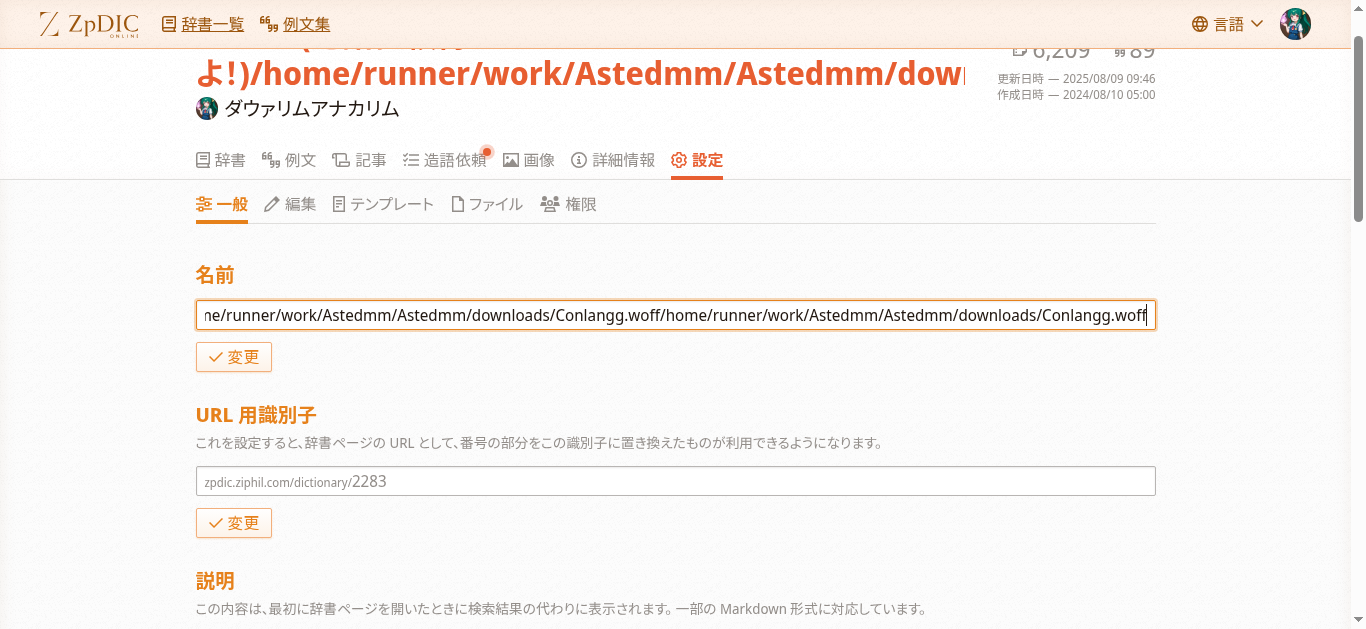 ZpDIC ONLINE 辞書一覧 例文集 言語
よ!)/home/runner/work/Astedmm/Astedmm/dow
6,209 89
更新日時 — 2025/08/09 09:46
作成日時 — 2024/08/10 05:00
ダウァリムアナカリム
辞書 例文 記事 造語依頼 画像 詳細情報 設定
一般 編集 テンプレート ファイル 権限
名前
ne/runner/work/Astedmm/Astedmm/downloads/Conlangg.woff/home/runner/work/Astedmm/Astedmm/downloads/Conlangg.woff
変更
URL 用識別子
これを設定すると、辞書ページの URL として、番号の部分をこの識別子に置き換えたものが利用できるようになります。
zpdic.ziphil.com/dictionary/2283
変更
説明
この内容は、最初に辞書ページを開いたときに検索結果の代わりに表示されます。一部の Markdown 形式に対応しています。